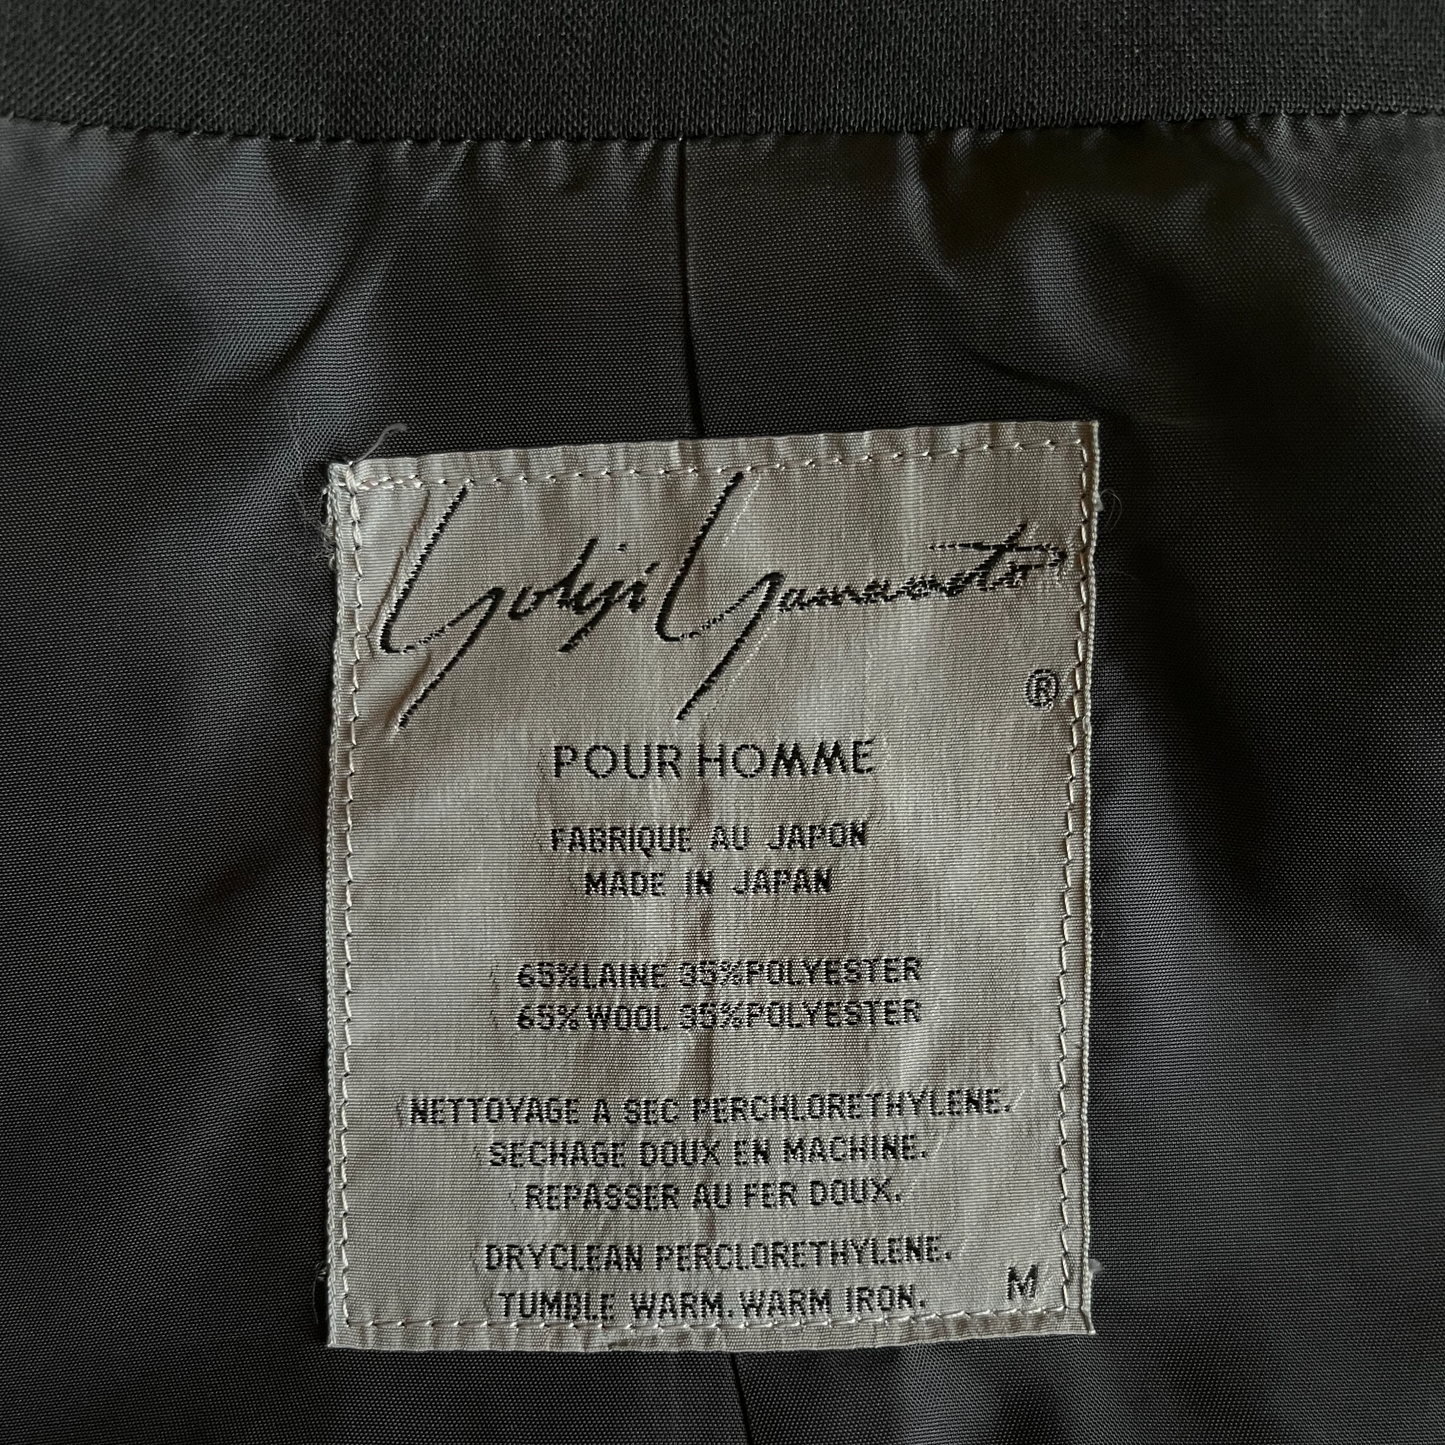 Yohji Yamamoto
®
POUR HOMME
FABRIQUE AU JAPON
MADE IN JAPAN
65%LAINE 35%POLYESTER
65%WOOL 35%POLYESTER
NETTOYAGE A SEC PERCHLORETHYLENE.
SECHAGE DOUX EN MACHINE.
REPASSER AU FER DOUX.
DRYCLEAN PERCLORETHYLENE.
TUMBLE WARM. WARM IRON.
M